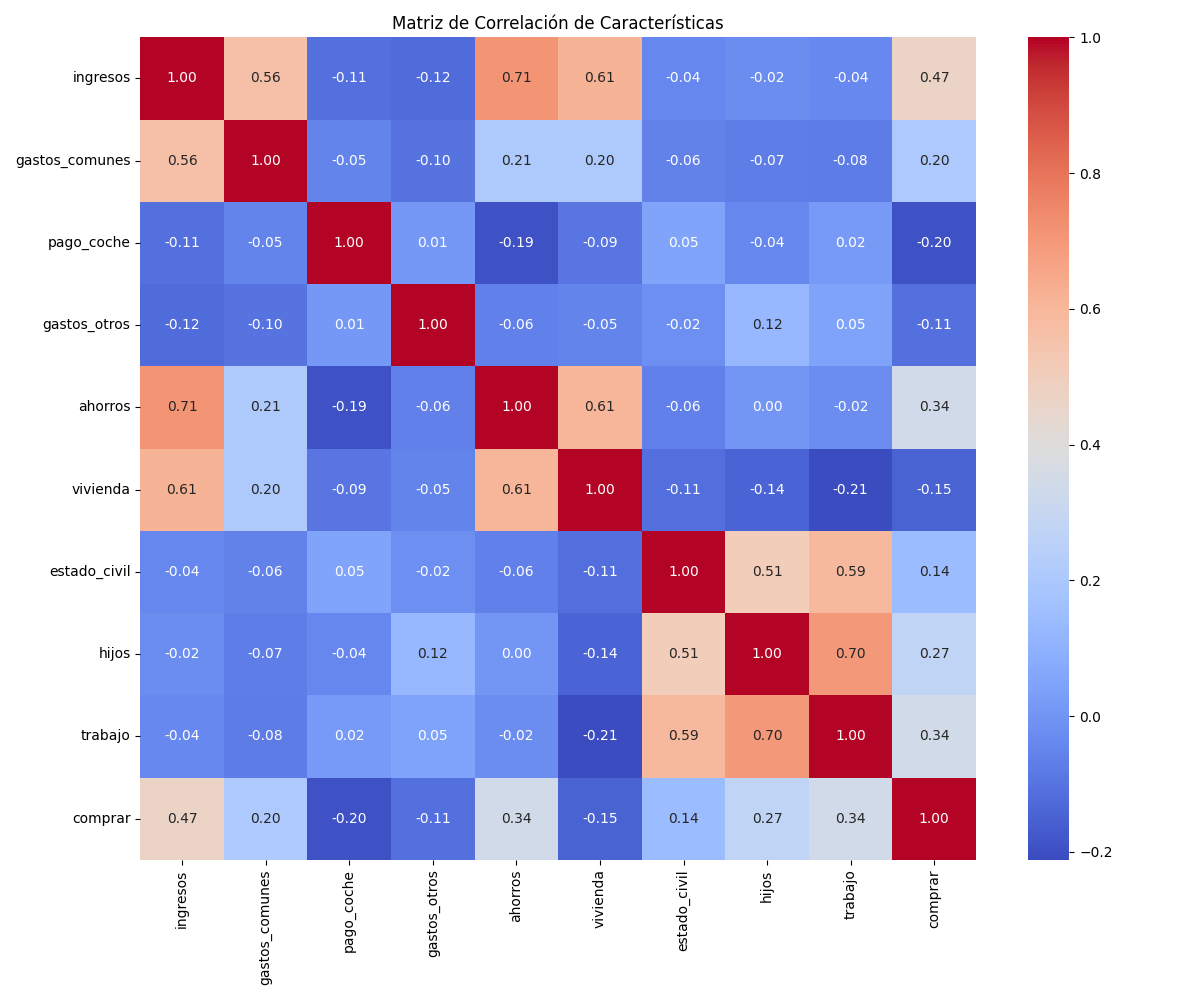 Matriz de Correlación de Características
ingresos 1.00 0.56 -0.11 -0.12 0.71 0.61 -0.04 -0.02 -0.04 0.47
gastos_comunes 0.56 1.00 -0.05 -0.10 0.21 0.20 -0.06 -0.07 -0.08 0.20
pago_coche -0.11 -0.05 1.00 0.01 -0.19 -0.09 0.05 -0.04 0.02 -0.20
gastos_otros -0.12 -0.10 0.01 1.00 -0.06 -0.05 -0.02 0.12 0.05 -0.11
ahorros 0.71 0.21 -0.19 -0.06 1.00 0.61 -0.06 0.00 -0.02 0.34
vivienda 0.61 0.20 -0.09 -0.05 0.61 1.00 -0.11 -0.14 -0.21 -0.15
estado_civil -0.04 -0.06 0.05 -0.02 -0.06 -0.11 1.00 0.51 0.59 0.14
hijos -0.02 -0.07 -0.04 0.12 0.00 -0.14 0.51 1.00 0.70 0.27
trabajo -0.04 -0.08 0.02 0.05 -0.02 -0.21 0.59 0.70 1.00 0.34
comprar 0.47 0.20 -0.20 -0.11 0.34 -0.15 0.14 0.27 0.34 1.00
ingresos
gastos_comunes
pago_coche
gastos_otros
ahorros
vivienda
estado_civil
hijos
trabajo
comprar
1.0
0.8
0.6
0.4
0.2
0.0
−0.2